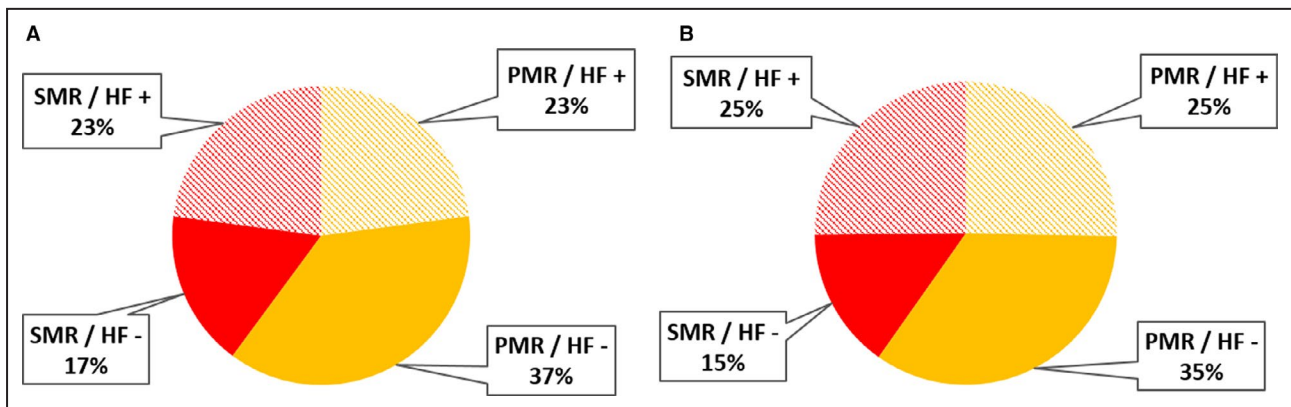 A
SMR / HF +
23%
PMR / HF +
23%
SMR / HF -
17%
PMR / HF -
37%
B
SMR / HF +
25%
PMR / HF +
25%
SMR / HF -
15%
PMR / HF -
35%